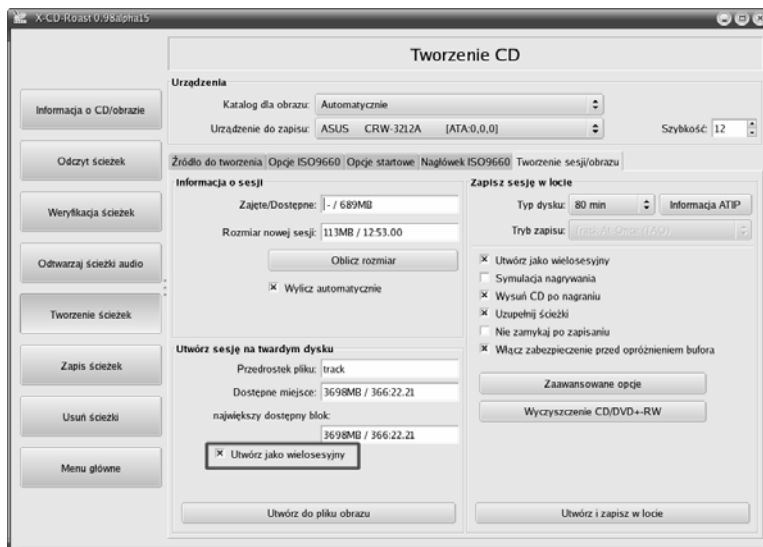 X-CD-Roast 0.98alpha15
Tworzenie CD
Informacja o CD/obrazie
Odczyt ścieżek
Weryfikacja ścieżek
Odtwarzaj ścieżki audio
Tworzenie ścieżek
Zapis ścieżek
Usuń ścieżki
Menu główne
Urządzenia
Katalog dla obrazu: Automatycznie
Urządzenie do zapisu: ASUS CRW-3212A [ATA:0,0,0] Szybkość: 12
Źródło do tworzenia Opcje ISO9660 Opcje startowe Nagłówek ISO9660 Tworzenie sesji/obrazu
Informacja o sesji
Zajęte/Dostępne: - / 689MB
Rozmiar nowej sesji: 113MB / 12:53.00
Oblicz rozmiar
Wylicz automatycznie
Utwórz sesję na twardym dysku
Przedrostek pliku: track
Dostępne miejsce: 3698MB / 366:22.21
największy dostępny blok:
3698MB / 366:22.21
Utwórz jako wielosesyjny
Utwórz do pliku obrazu
Zapisz sesję w locie
Typ dysku: 80 min Informacja ATIP
Tryb zapisu: Track-At-Once (TAO)
Utwórz jako wielosesyjny
Symulacja nagrywania
Wysuń CD po nagraniu
Uzupełnij ścieżki
Nie zamykaj po zapisaniu
Włącz zabezpieczenie przed opróżnieniem bufora
Zaawansowane opcje
Wyczyszczenie CD/DVD+-RW
Utwórz i zapisz w locie